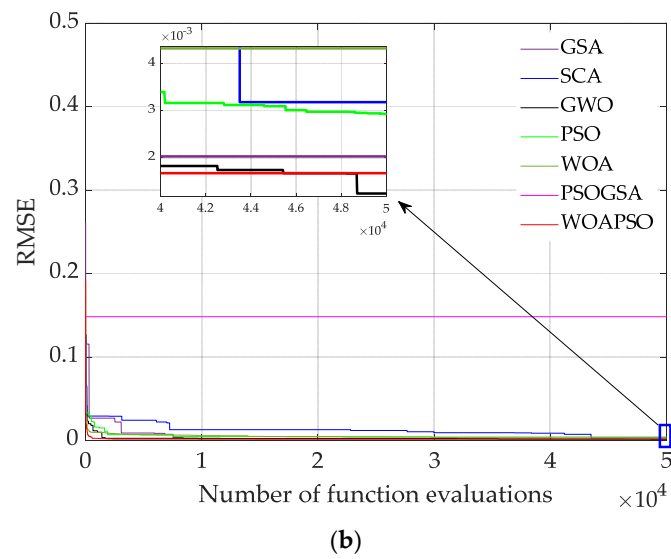 0.5
0.4
0.3
0.2
0.1
0
RMSE
×10⁻³
4
3
2
4 4.2 4.4 4.6 4.8 5
×10⁴
GSA
SCA
GWO
PSO
WOA
PSOGSA
WOAPSO
0 1 2 3 4 5
Number of function evaluations ×10⁴
(b)